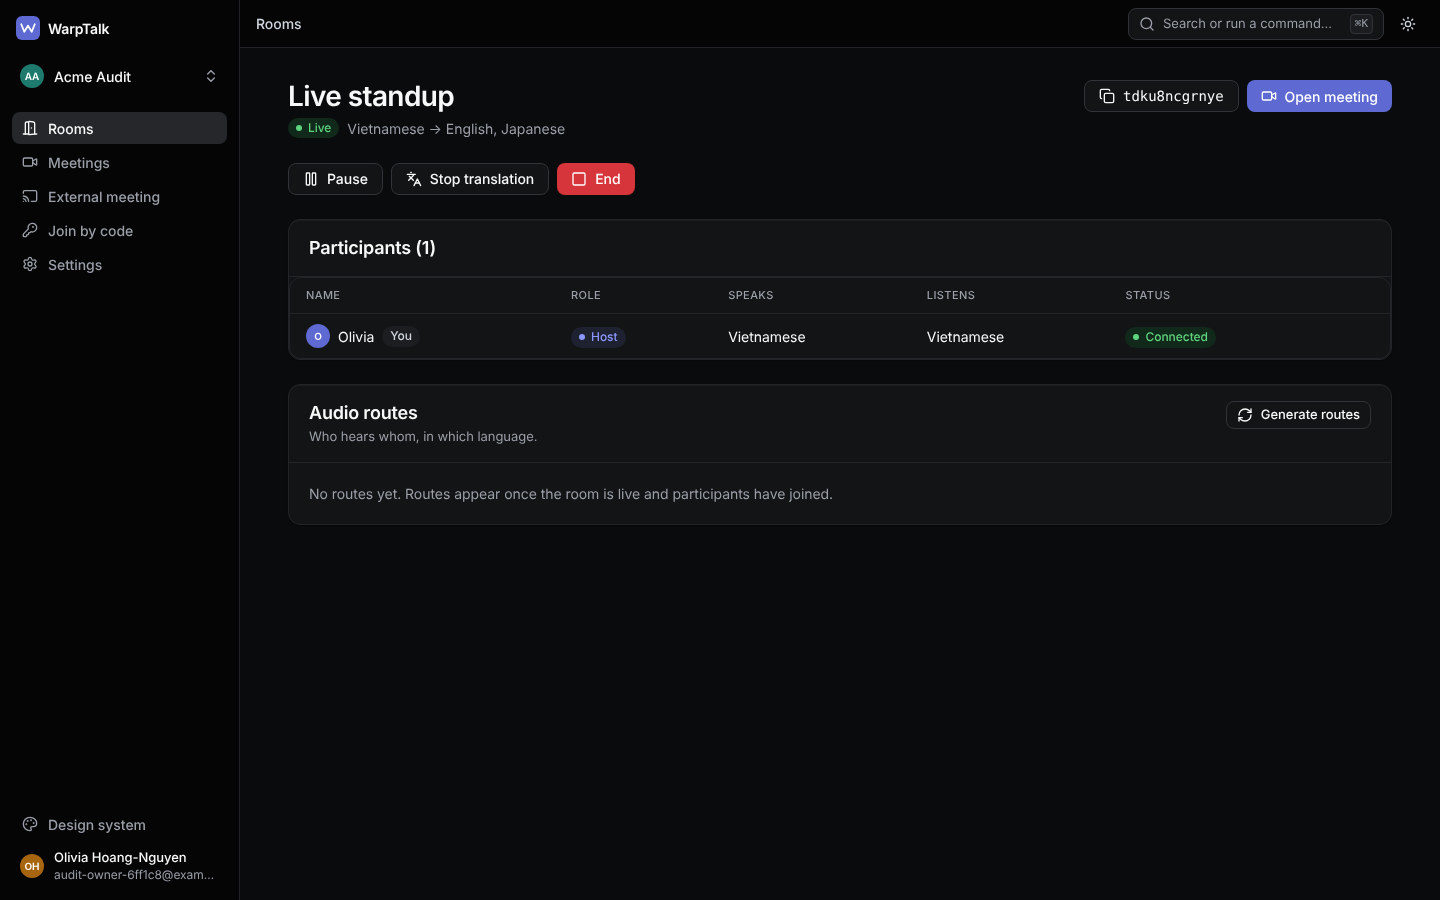 WarpTalk
AA Acme Audit
Rooms
Meetings
External meeting
Join by code
Settings
Design system
OH Olivia Hoang-Nguyen
audit-owner-6ff1c8@exam...
Rooms
Search or run a command... ⌘K
Live standup
tdku8ncgrnye Open meeting
Live Vietnamese → English, Japanese
Pause Stop translation End
Participants (1)
NAME ROLE SPEAKS LISTENS STATUS
O Olivia You Host Vietnamese Vietnamese Connected
Audio routes
Generate routes
Who hears whom, in which language.
No routes yet. Routes appear once the room is live and participants have joined.